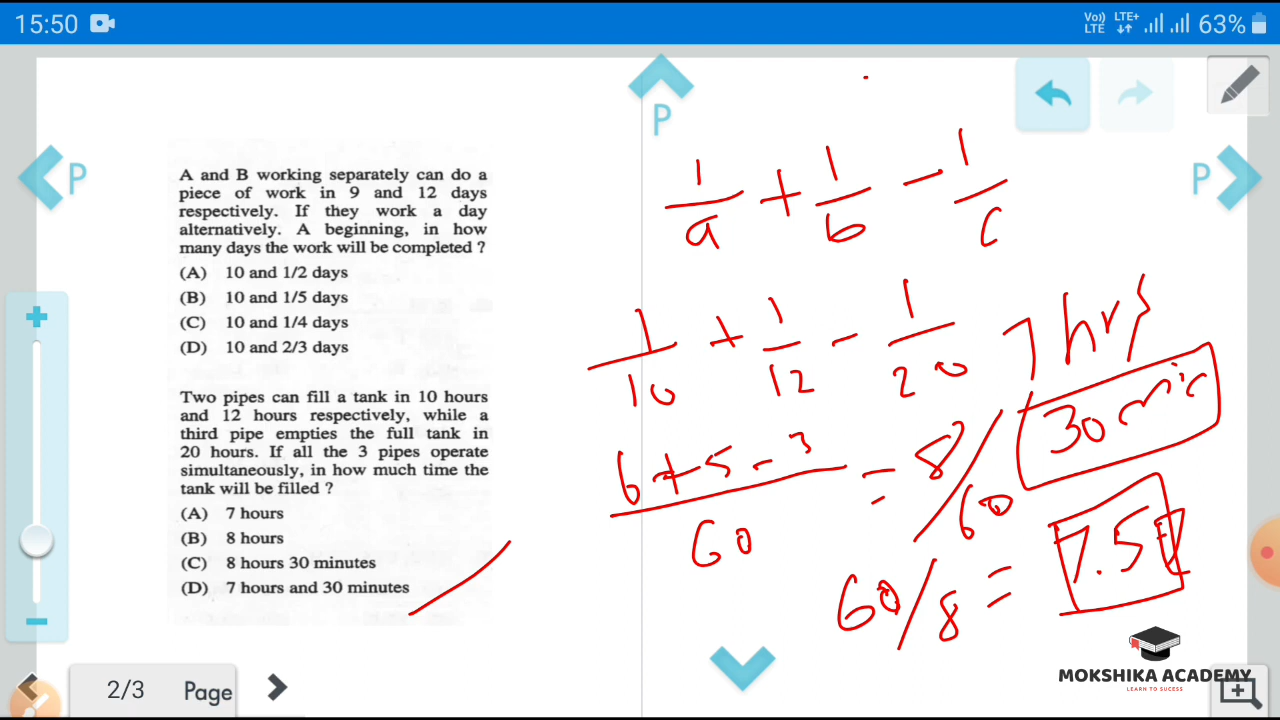 15:50
Vo)) LTE LTE+ 63%
P
P
P
A and B working separately can do a
piece of work in 9 and 12 days
respectively. If they work a day
alternatively. A beginning, in how
many days the work will be completed ?
(A) 10 and 1/2 days
(B) 10 and 1/5 days
(C) 10 and 1/4 days
(D) 10 and 2/3 days
Two pipes can fill a tank in 10 hours
and 12 hours respectively, while a
third pipe empties the full tank in
20 hours. If all the 3 pipes operate
simultaneously, in how much time the
tank will be filled ?
(A) 7 hours
(B) 8 hours
(C) 8 hours 30 minutes
(D) 7 hours and 30 minutes
1/a + 1/b - 1/c
1/10 + 1/12 - 1/20
7 hrs
30 min
6+5-3/60 = 8/60
60/8 = 7.5
MOKSHIKA ACADEMY
LEARN TO SUCESS
2/3 Page